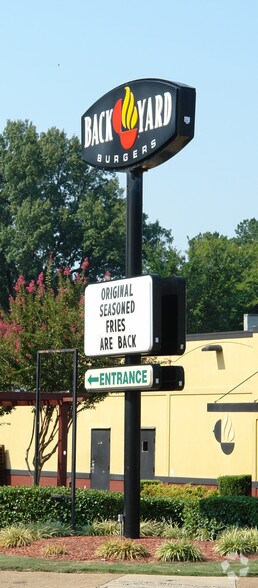 BACK YARD
BURGERS
ORIGINAL
SEASONED
FRIES
ARE BACK
ENTRANCE